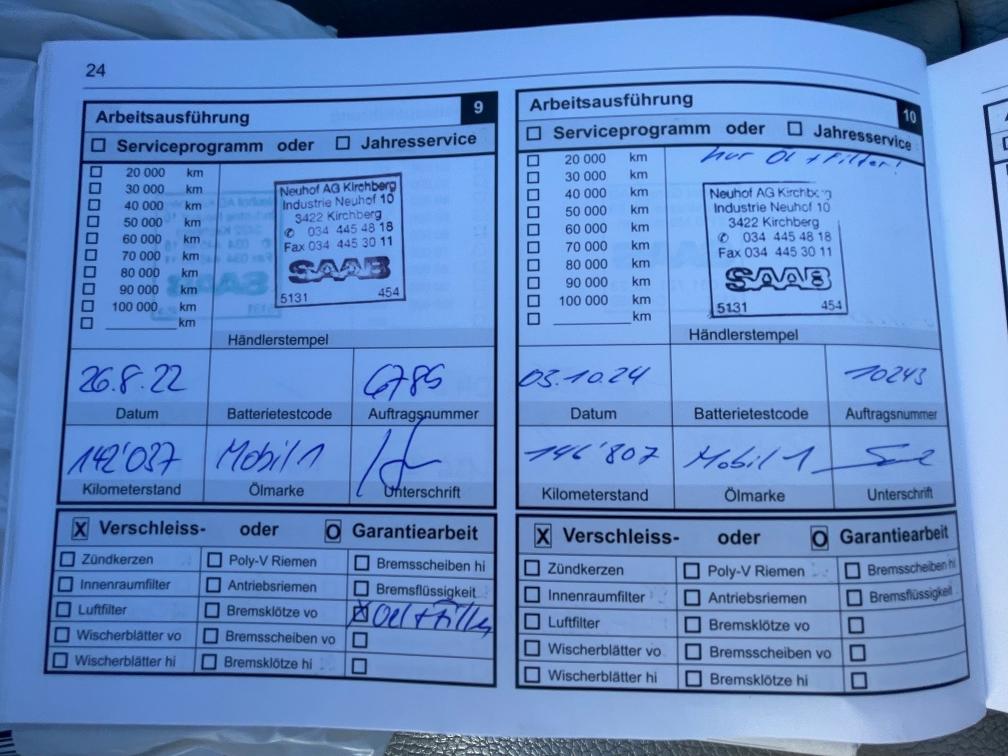 24
Arbeitsausführung 9
Serviceprogramm oder Jahresservice
20 000 km
30 000 km
40 000 km
50 000 km
60 000 km
70 000 km
80 000 km
90 000 km
100 000 km
km
Neuhof AG Kirchberg
Industrie Neuhof 10
3422 Kirchberg
✆ 034 445 48 18
Fax 034 445 30 11
SAAB
5131 454
Händlerstempel
26.8.22 6785
Datum Batterietestcode Auftragsnummer
142'037 Mobil 1
Kilometerstand Ölmarke Unterschrift
X Verschleiss- oder O Garantiearbeit
Zündkerzen Poly-V Riemen Bremsscheiben hi
Innenraumfilter Antriebsriemen Bremsflüssigkeit
Luftfilter Bremsklötze vo X Oel + Filter
Wischerblätter vo Bremsscheiben vo
Wischerblätter hi Bremsklötze hi
Arbeitsausführung 10
Serviceprogramm oder Jahresservice
nur Öl + Filter!
20 000 km
30 000 km
40 000 km
50 000 km
60 000 km
70 000 km
80 000 km
90 000 km
100 000 km
km
Neuhof AG Kirchberg
Industrie Neuhof 10
3422 Kirchberg
✆ 034 445 48 18
Fax 034 445 30 11
SAAB
5131 454
Händlerstempel
03.10.24 10243
Datum Batterietestcode Auftragsnummer
146'807 Mobil 1
Kilometerstand Ölmarke Unterschrift
X Verschleiss- oder O Garantiearbeit
Zündkerzen Poly-V Riemen Bremsscheiben hi
Innenraumfilter Antriebsriemen Bremsflüssigkeit
Luftfilter Bremsklötze vo
Wischerblätter vo Bremsscheiben vo
Wischerblätter hi Bremsklötze hi